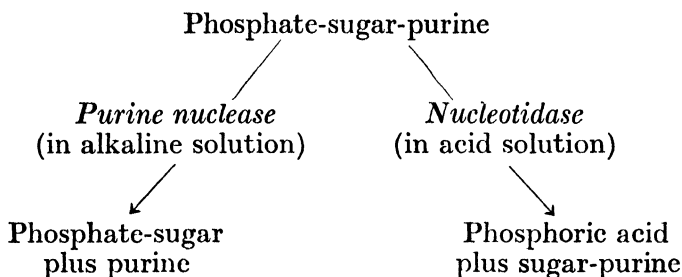 Phosphate-sugar-purine
Purine nuclease
(in alkaline solution)
Nucleotidase
(in acid solution)
Phosphate-sugar
plus purine
Phosphoric acid
plus sugar-purine